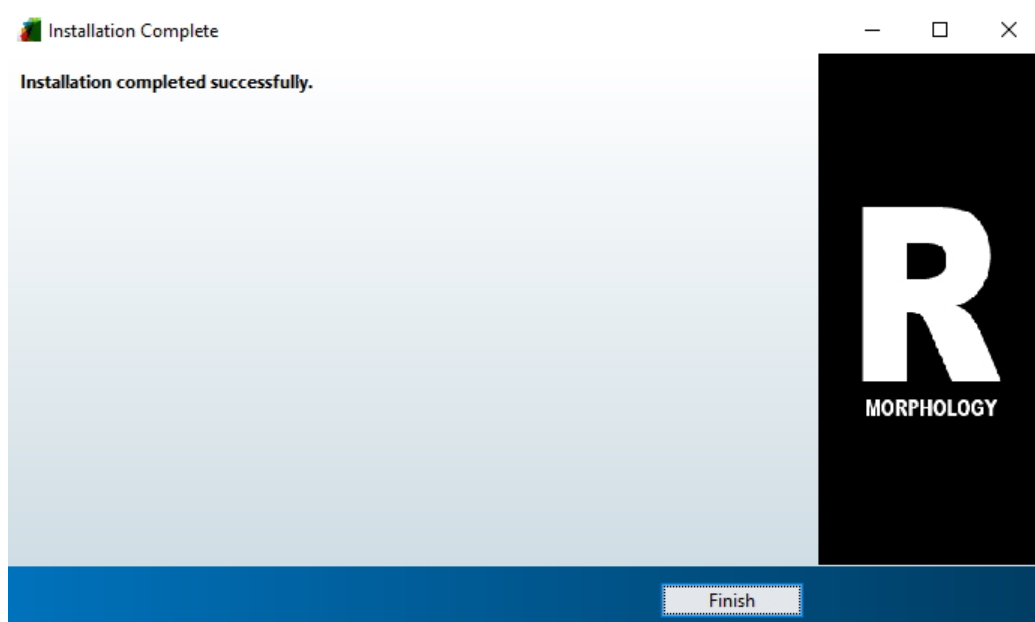 Installation Complete
Installation completed successfully.
R
MORPHOLOGY
Finish